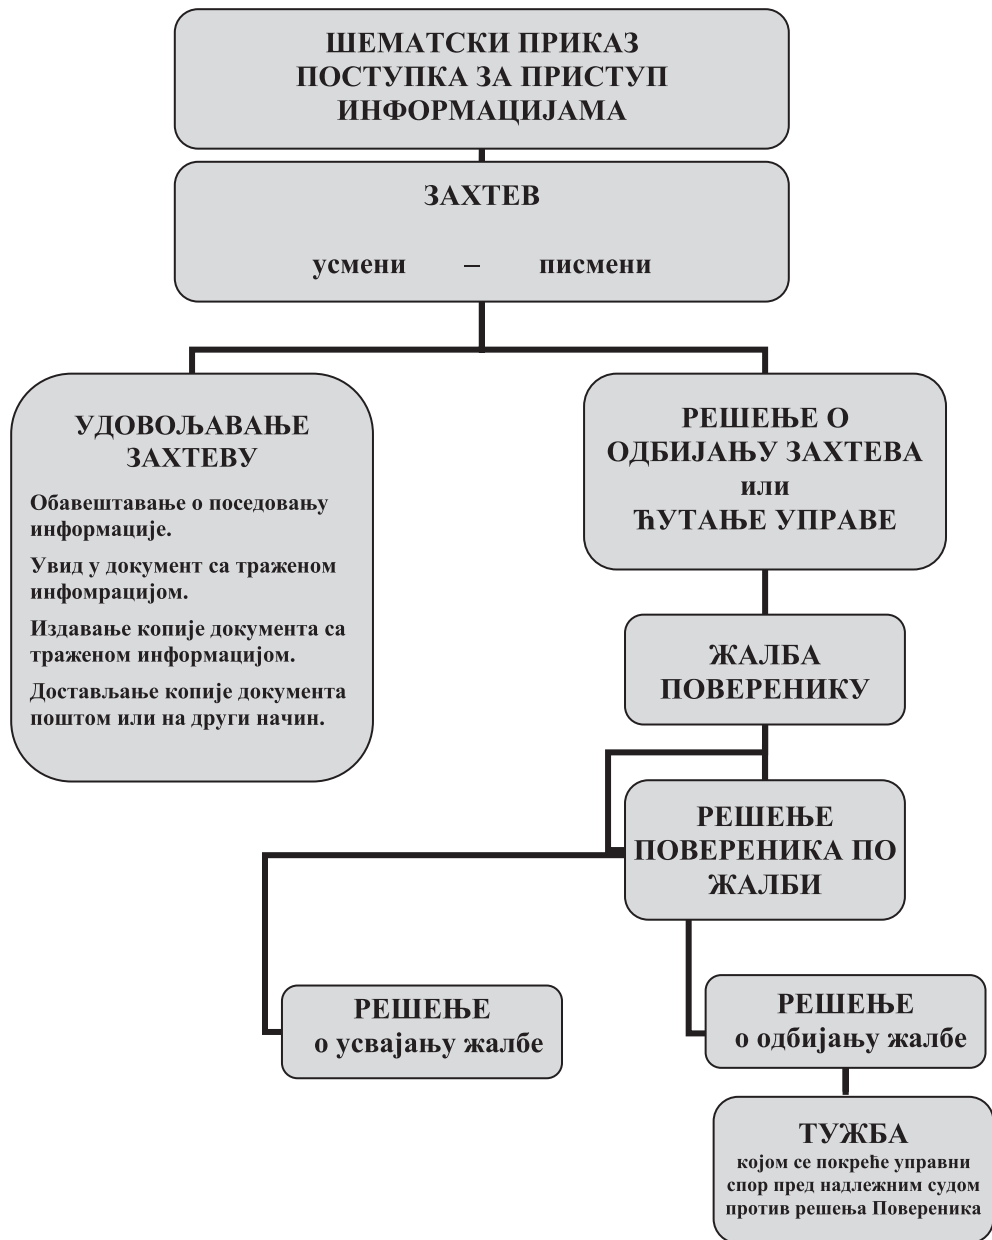 ШЕМАТСКИ ПРИКАЗ
ПОСТУПКА ЗА ПРИСТУП
ИНФОРМАЦИЈАМА
ЗАХТЕВ
усмени – писмени
УДОВОЉАВАЊЕ
ЗАХТЕВУ
Обавештавање о поседовању
информације.
Увид у документ са траженом
инфомрацијом.
Издавање копије документа са
траженом информацијом.
Достављање копије документа
поштом или на други начин.
РЕШЕЊЕ О
ОДБИЈАЊУ ЗАХТЕВА
или
ЋУТАЊЕ УПРАВЕ
ЖАЛБА
ПОВЕРЕНИКУ
РЕШЕЊЕ
ПОВЕРЕНИКА ПО
ЖАЛБИ
РЕШЕЊЕ
о усвајању жалбе
РЕШЕЊЕ
о одбијању жалбе
ТУЖБА
којом се покреће управни
спор пред надлежним судом
против решења Повереника